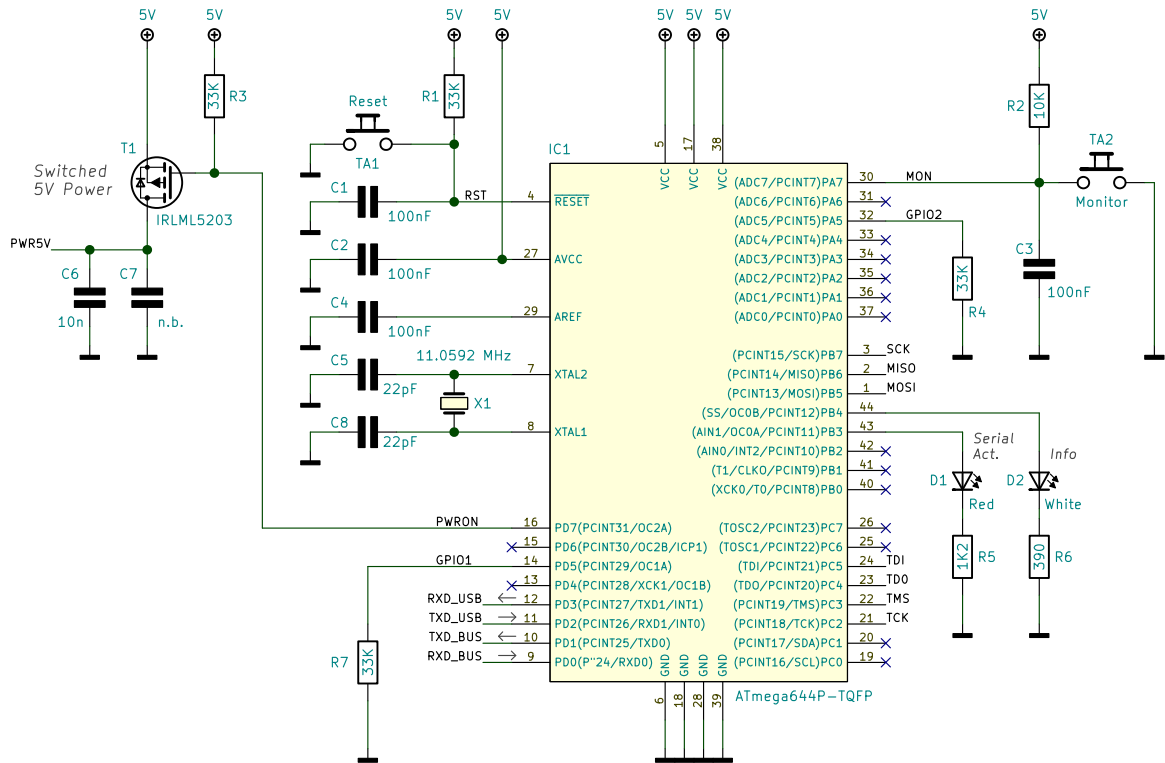 5V
5V
5V
5V
5V
5V
5V
5V
33K
R3
T1
Switched
5V Power
IRLML5203
PWR5V
C6
C7
10n
n.b.
Reset
TA1
R1
33K
C1
100nF
RST
C2
100nF
C4
100nF
C5
22pF
11.0592 MHz
X1
C8
22pF
PWRON
GPIO1
RXD_USB
TXD_USB
TXD_BUS
RXD_BUS
R7
33K
IC1
5
17
38
VCC
VCC
VCC
4
RESET
27
AVCC
29
AREF
7
XTAL2
8
XTAL1
16
PD7(PCINT31/OC2A)
15
PD6(PCINT30/OC2B/ICP1)
14
PD5(PCINT29/OC1A)
13
PD4(PCINT28/XCK1/OC1B)
12
PD3(PCINT27/TXD1/INT1)
11
PD2(PCINT26/RXD1/INT0)
10
PD1(PCINT25/TXD0)
9
PD0(P"24/RXD0)
(ADC7/PCINT7)PA7
30
MON
(ADC6/PCINT6)PA6
31
(ADC5/PCINT5)PA5
32
GPIO2
(ADC4/PCINT4)PA4
33
(ADC3/PCINT3)PA3
34
(ADC2/PCINT2)PA2
35
(ADC1/PCINT1)PA1
36
(ADC0/PCINT0)PA0
37
(PCINT15/SCK)PB7
3
SCK
(PCINT14/MISO)PB6
2
MISO
(PCINT13/MOSI)PB5
1
MOSI
(SS/OC0B/PCINT12)PB4
44
(AIN1/OC0A/PCINT11)PB3
43
(AIN0/INT2/PCINT10)PB2
42
(T1/CLKO/PCINT9)PB1
41
(XCK0/T0/PCINT8)PB0
40
(TOSC2/PCINT23)PC7
26
(TOSC1/PCINT22)PC6
25
(TDI/PCINT21)PC5
24
TDI
(TDO/PCINT20)PC4
23
TDO
(PCINT19/TMS)PC3
22
TMS
(PCINT18/TCK)PC2
21
TCK
(PCINT17/SDA)PC1
20
(PCINT16/SCL)PC0
19
GND
GND
GND
GND
6
18
28
39
ATmega644P-TQFP
R2
10K
TA2
Monitor
C3
100nF
33K
R4
Serial
Act.
Info
D1
Red
D2
White
1K2
R5
390
R6